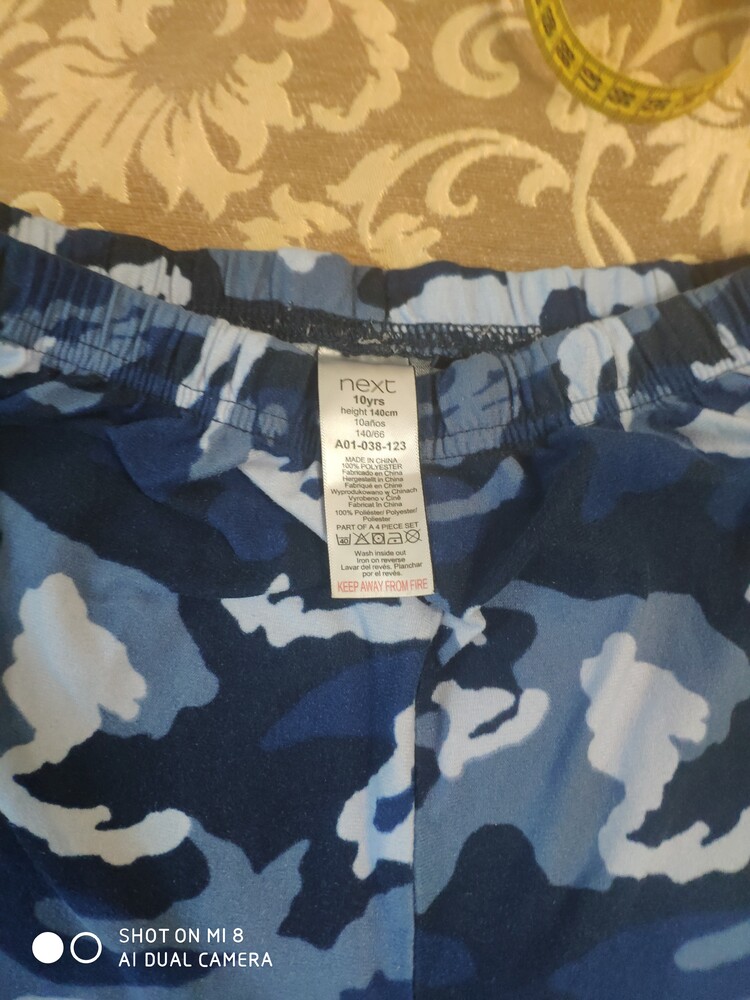 next
10yrs
height 140cm
10años
140/66
A01-038-123
MADE IN CHINA
100% POLYESTER
Fabricado en China
Hergestellt in China
Fabriqué en Chine
Wyprodukowano w Chinach
Vyrobeno v Číně
Fabricat în China
100% Poliéster/ Polyester/
Poliester
PART OF A 4 PIECE SET
40
Wash inside out
Iron on reverse
Lavar del revés, Planchar
por el revés.
KEEP AWAY FROM FIRE
SHOT ON MI 8
AI DUAL CAMERA